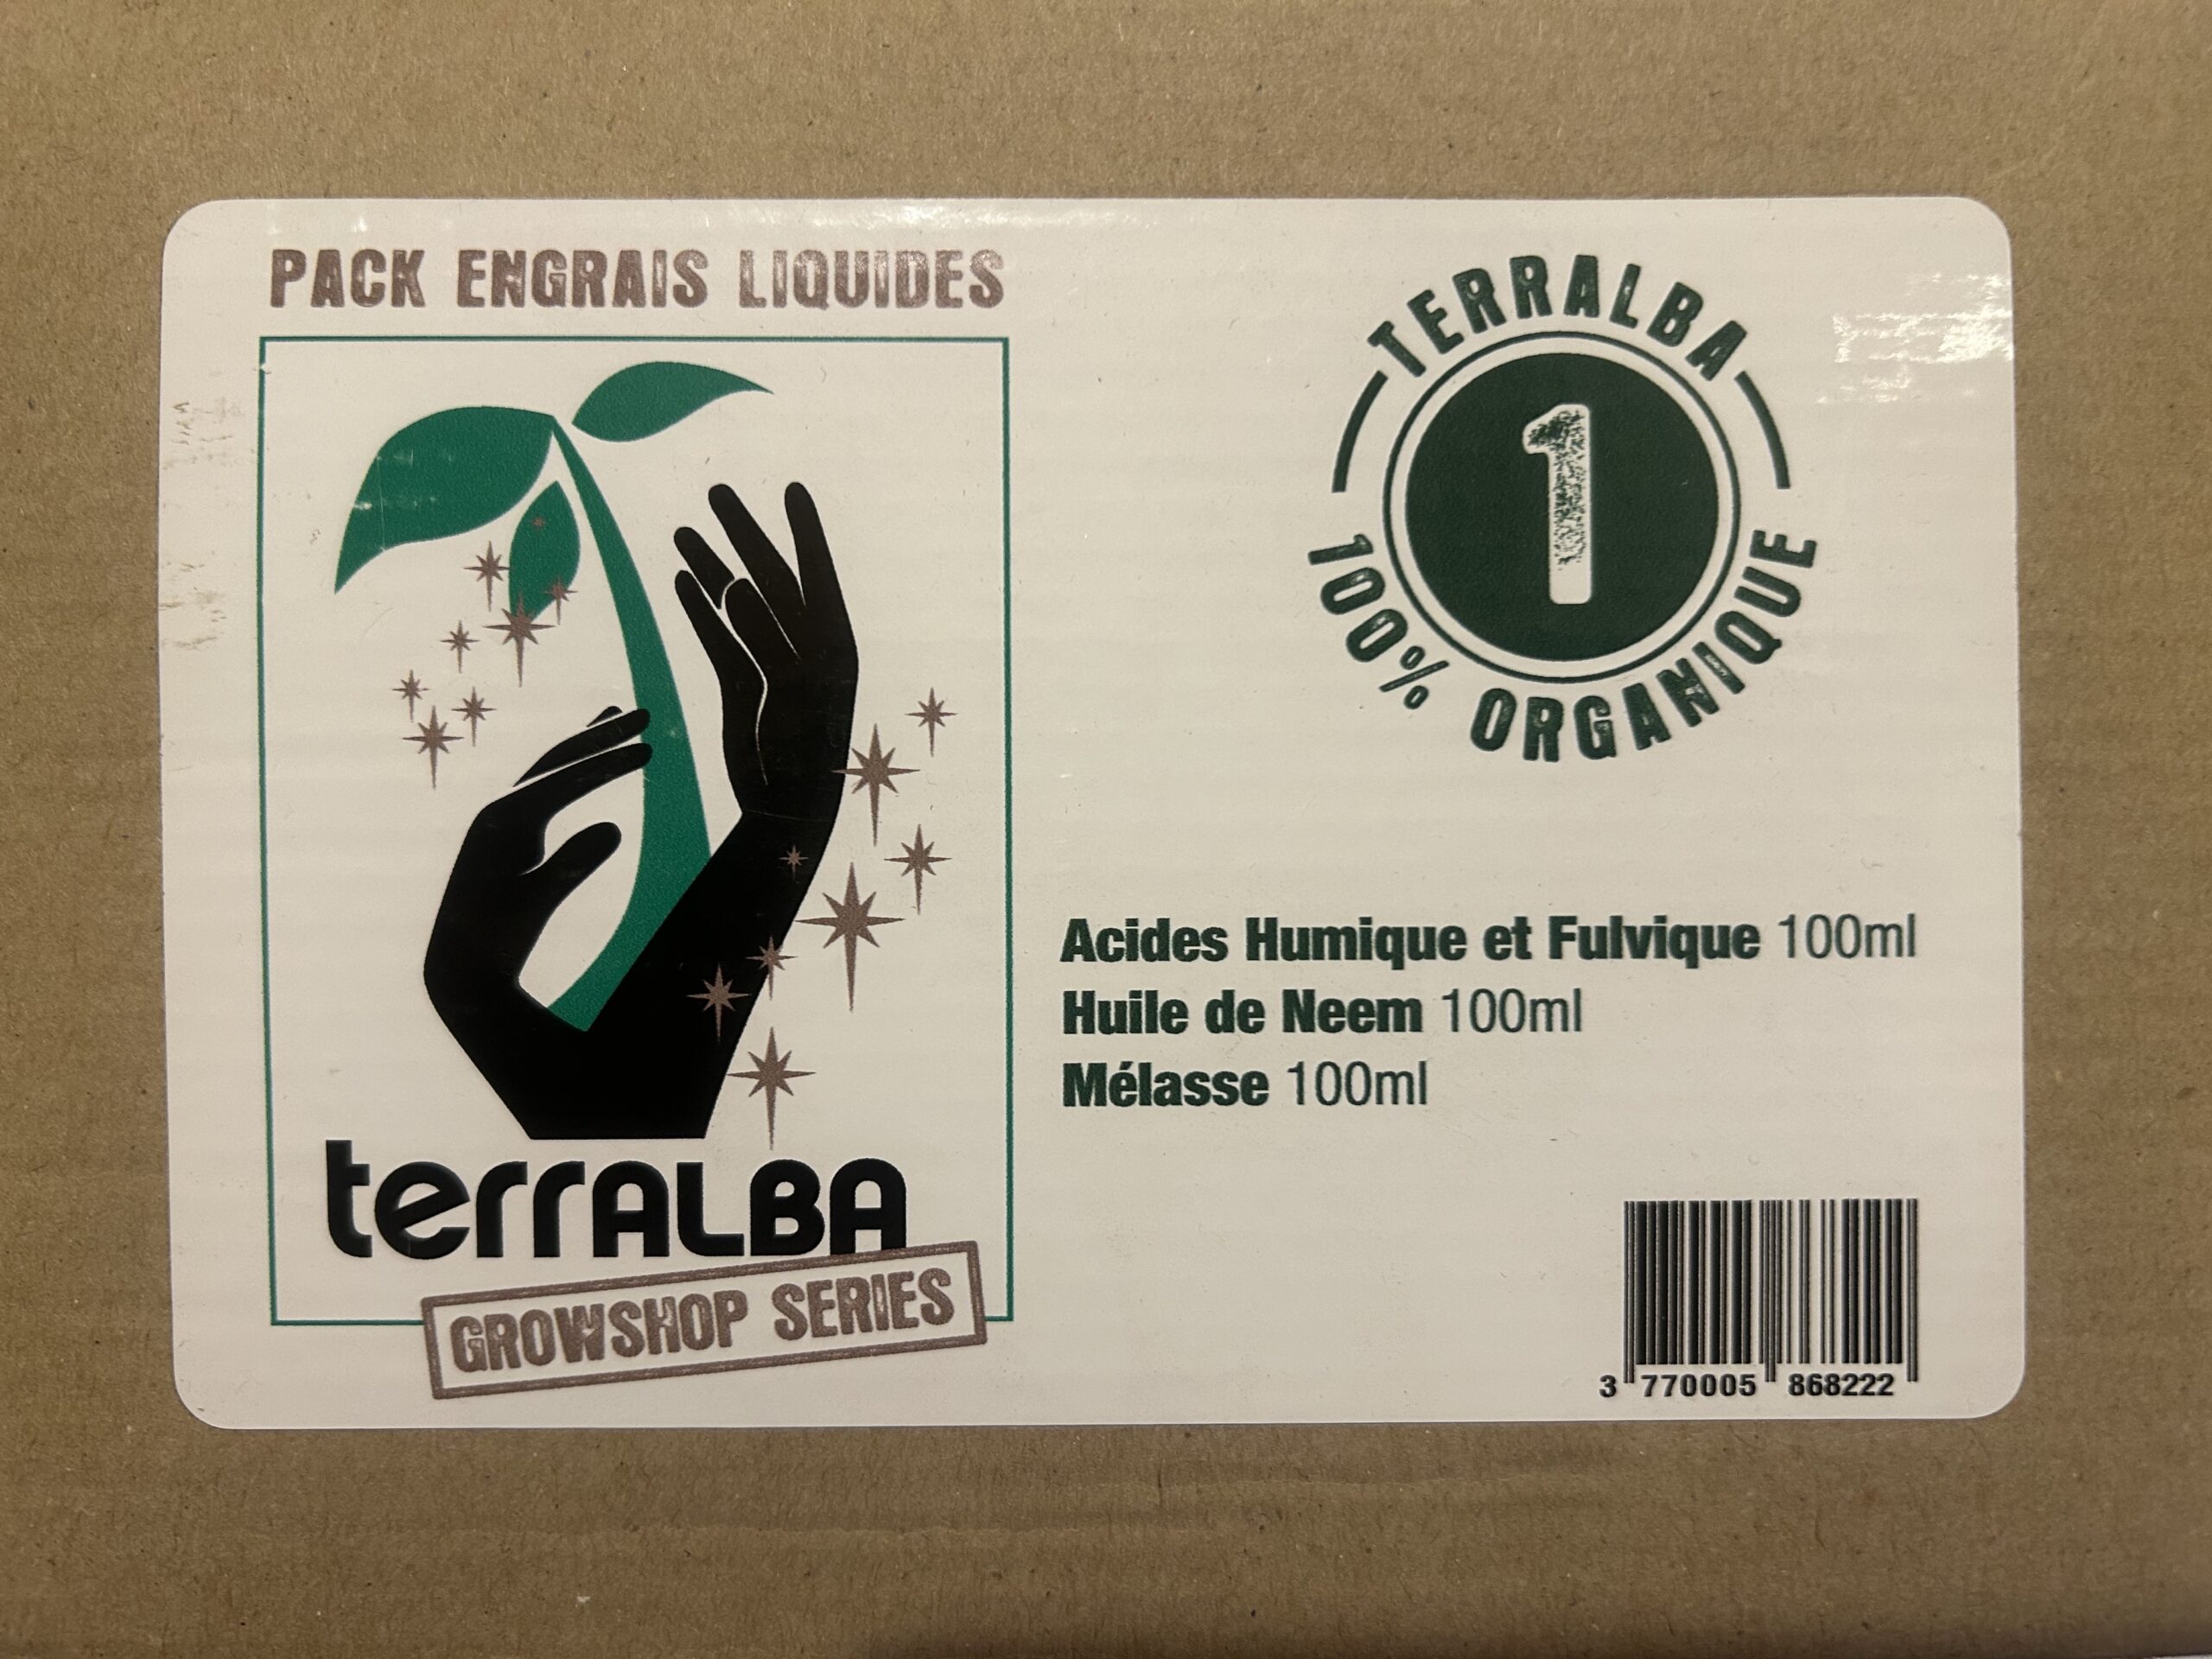 PACK ENGRAIS LIQUIDES
terrALBA
GROWSHOP SERIES
TERRALBA
1
100% ORGANIQUE
Acides Humique et Fulvique 100ml
Huile de Neem 100ml
Mélasse 100ml
3 770005 868222